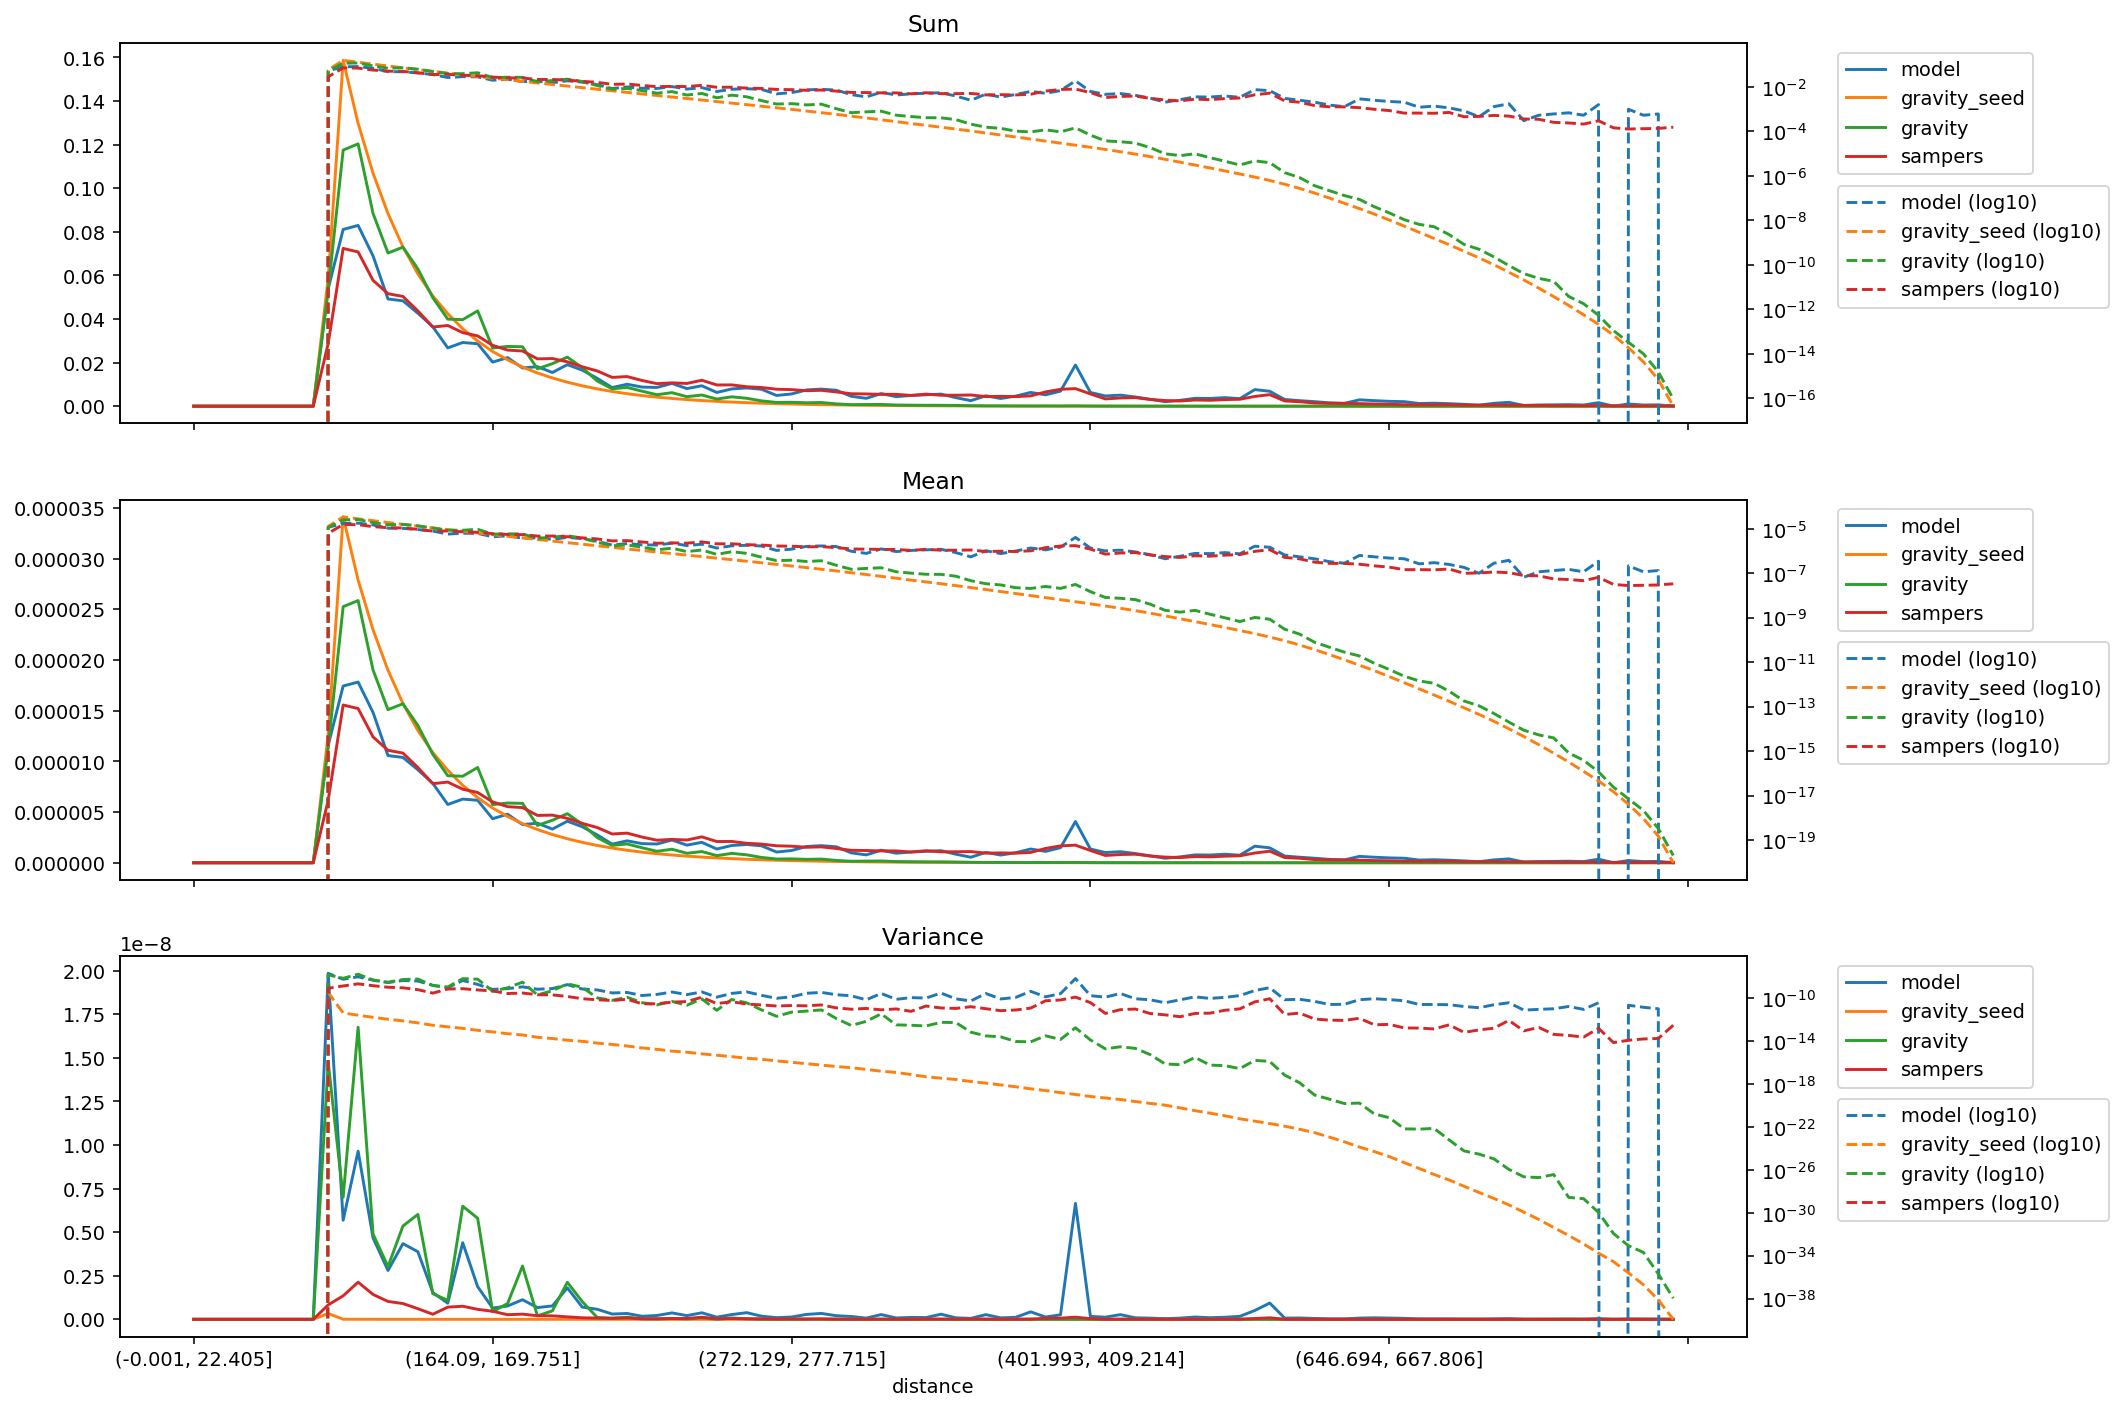 Sum
0.16
0.14
0.12
0.10
0.08
0.06
0.04
0.02
0.00
10⁻²
10⁻⁴
10⁻⁶
10⁻⁸
10⁻¹⁰
10⁻¹²
10⁻¹⁴
10⁻¹⁶
model
gravity_seed
gravity
sampers
model (log10)
gravity_seed (log10)
gravity (log10)
sampers (log10)
Mean
0.000035
0.000030
0.000025
0.000020
0.000015
0.000010
0.000005
0.000000
10⁻⁵
10⁻⁷
10⁻⁹
10⁻¹¹
10⁻¹³
10⁻¹⁵
10⁻¹⁷
10⁻¹⁹
model
gravity_seed
gravity
sampers
model (log10)
gravity_seed (log10)
gravity (log10)
sampers (log10)
Variance
1e−8
2.00
1.75
1.50
1.25
1.00
0.75
0.50
0.25
0.00
10⁻¹⁰
10⁻¹⁴
10⁻¹⁸
10⁻²²
10⁻²⁶
10⁻³⁰
10⁻³⁴
10⁻³⁸
model
gravity_seed
gravity
sampers
model (log10)
gravity_seed (log10)
gravity (log10)
sampers (log10)
(-0.001, 22.405] (164.09, 169.751] (272.129, 277.715] (401.993, 409.214] (646.694, 667.806]
distance